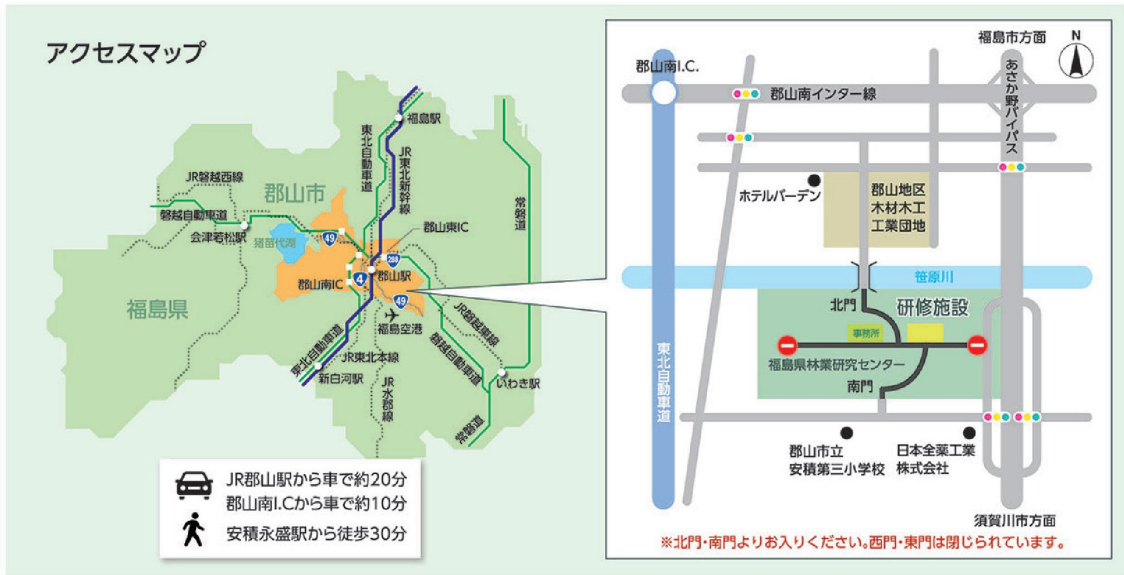 アクセスマップ
福島駅
東北自動車道
JR東北新幹線
常磐道
JR磐越西線
郡山市
磐越自動車道
会津若松駅
猪苗代湖
49
郡山東IC
288
郡山駅
郡山南IC
4
49
福島県
福島空港
JR磐越東線
磐越自動車道
東北自動車道
JR東北本線
新白河駅
JR水郡線
いわき駅
常磐道
JR郡山駅から車で約20分
郡山南I.Cから車で約10分
安積永盛駅から徒歩30分
福島市方面
N
郡山南I.C.
郡山南インター線
あさか野バイパス
ホテルバーデン
郡山地区
木材木工
工業団地
笹原川
北門
研修施設
事務所
福島県林業研究センター
南門
東北自動車道
郡山市立
安積第三小学校
日本全薬工業
株式会社
須賀川市方面
※北門・南門よりお入りください。西門・東門は閉じられています。